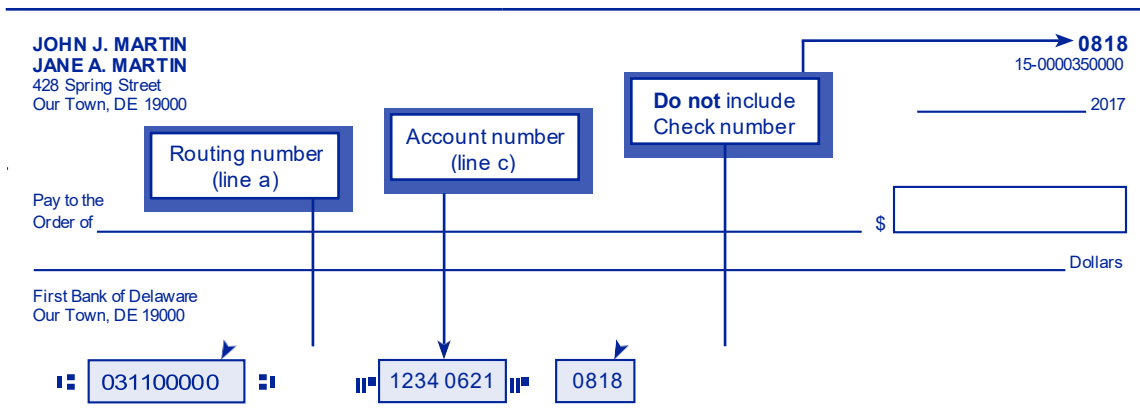 JOHN J. MARTIN
JANE A. MARTIN
428 Spring Street
Our Town, DE 19000
0818
15-0000350000
2017
Do not include
Check number
Account number
(line c)
Routing number
(line a)
Pay to the
Order of
$
Dollars
First Bank of Delaware
Our Town, DE 19000
⑆ 031100000 ⑆ ⑈ 1234 0621 ⑈ 0818